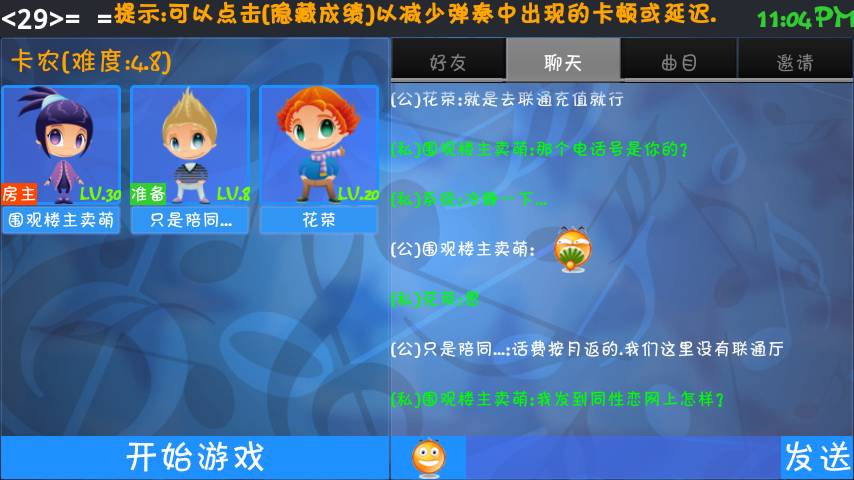 <29>= =
提示:可以点击(隐藏成绩)以减少弹奏中出现的卡顿或延迟.
11:04 PM
卡农(难度:4.8)
好友
聊天
曲目
邀请
房主
LV.30
准备
LV.8
LV.20
围观楼主卖萌
只是陪同...
花荣
(公)花荣:就是去联通充值就行
(私)围观楼主卖萌:那个电话号是你的?
(私)系统:冷静一下...
(公)围观楼主卖萌:
(私)花荣:恩
(公)只是陪同...:话费按月返的.我们这里没有联通厅
(私)围观楼主卖萌:我发到同性恋网上怎样?
开始游戏
发送